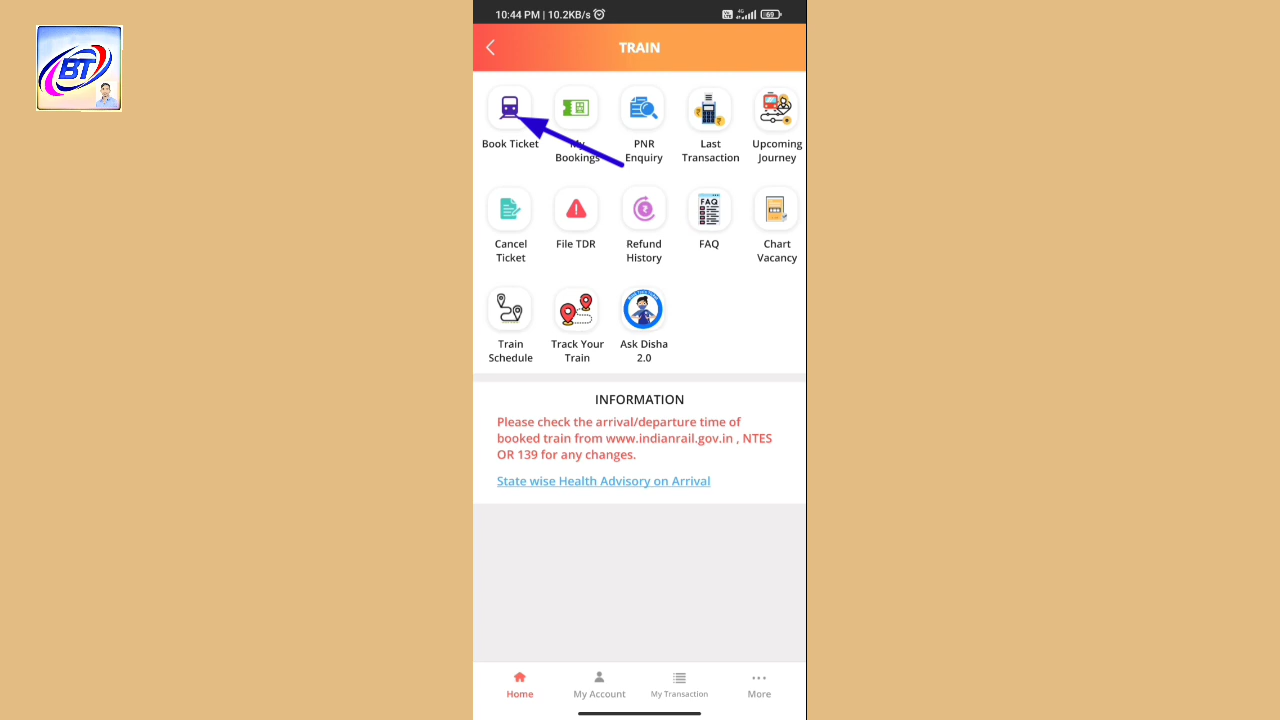 BT
10:44 PM | 10.2KB/s
4G
69
TRAIN
Book Ticket
My
Bookings
PNR
Enquiry
Last
Transaction
Upcoming
Journey
Cancel
Ticket
File TDR
Refund
History
FAQ
FAQ
Chart
Vacancy
Train
Schedule
Track Your
Train
Ask Disha
2.0
INFORMATION
Please check the arrival/departure time of
booked train from www.indianrail.gov.in , NTES
OR 139 for any changes.
State wise Health Advisory on Arrival
Home
My Account
My Transaction
More